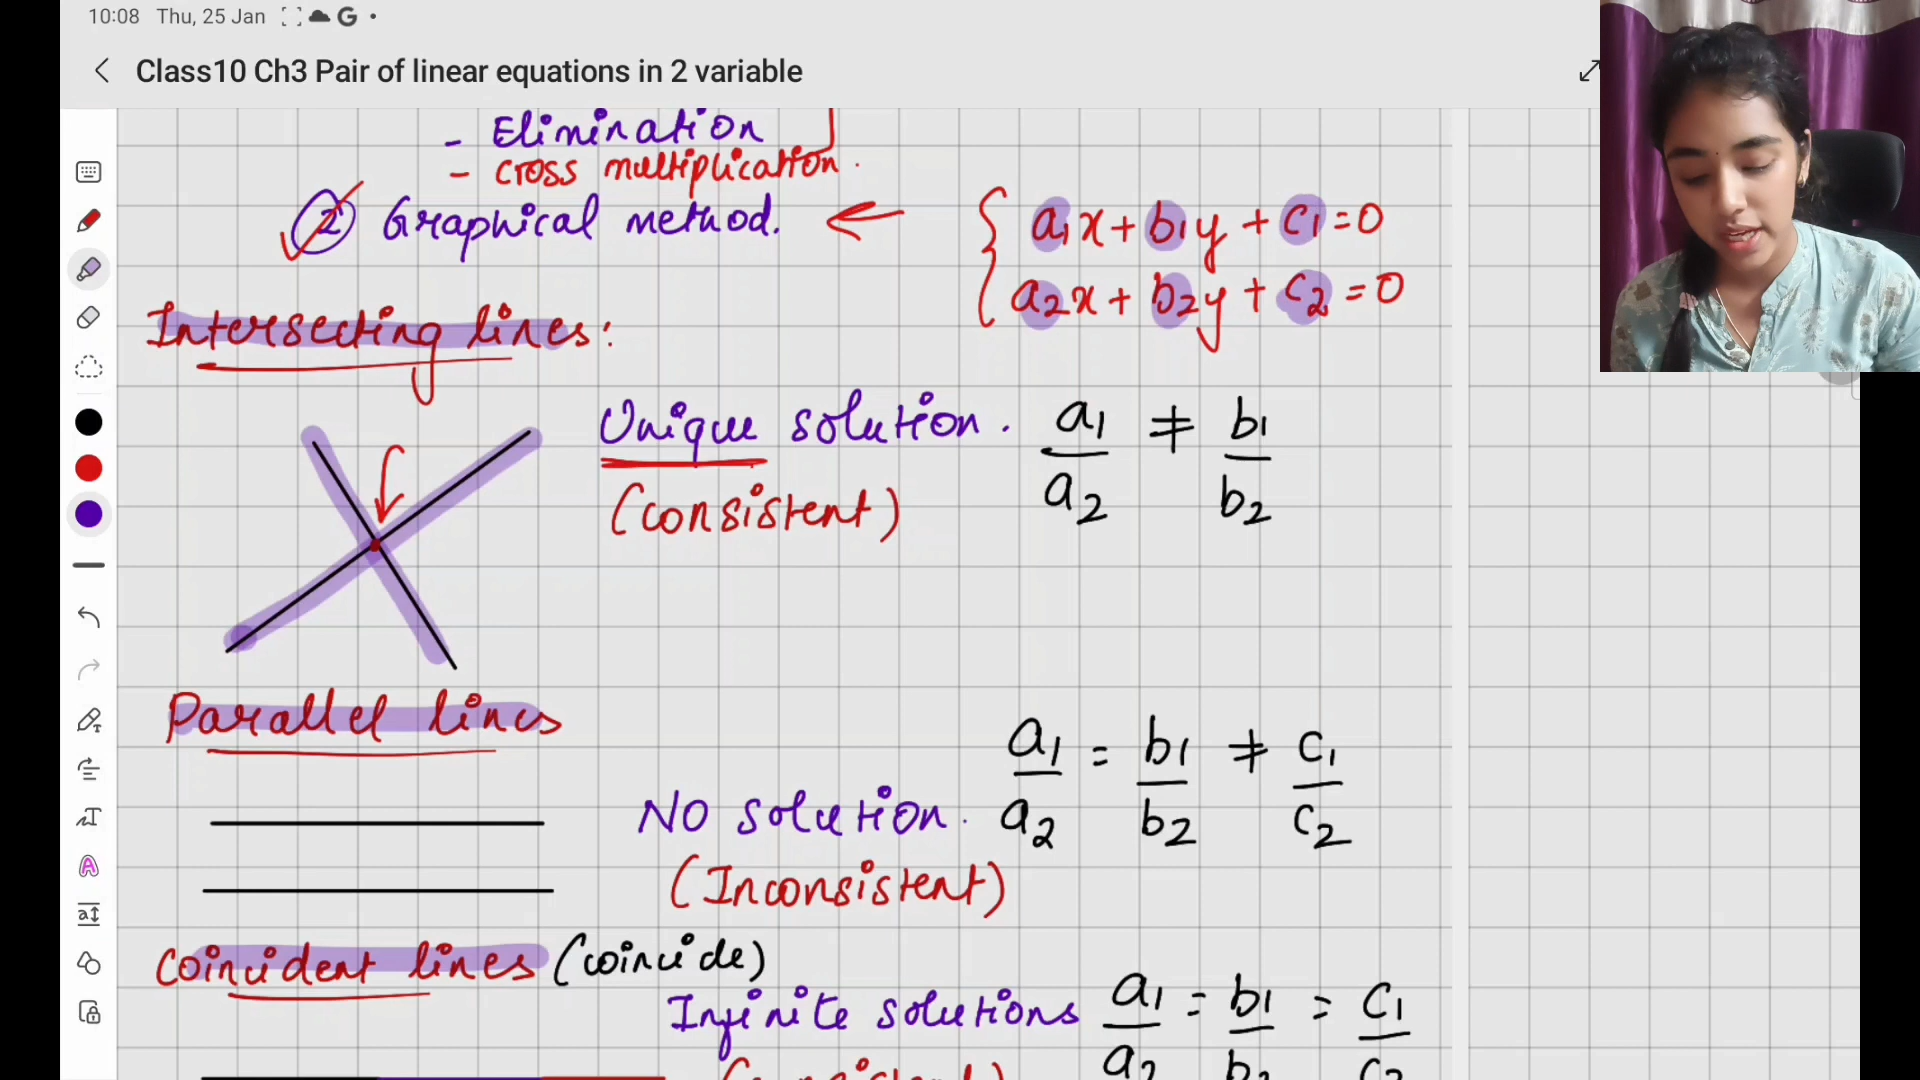 10:08 Thu, 25 Jan G •
Class10 Ch3 Pair of linear equations in 2 variable
- Elimination
- cross multiplication.
2 Graphical method.
a1x + b1y + c1 = 0
a2x + b2y + c2 = 0
Intersecting lines:
Unique solution. a1/a2 ≠ b1/b2
(consistent)
Parallel lines
a1/a2 = b1/b2 ≠ c1/c2
NO solution.
(Inconsistent)
Coincident lines (coincide)
Infinite solutions a1/a2 = b1/b2 = c1/c2